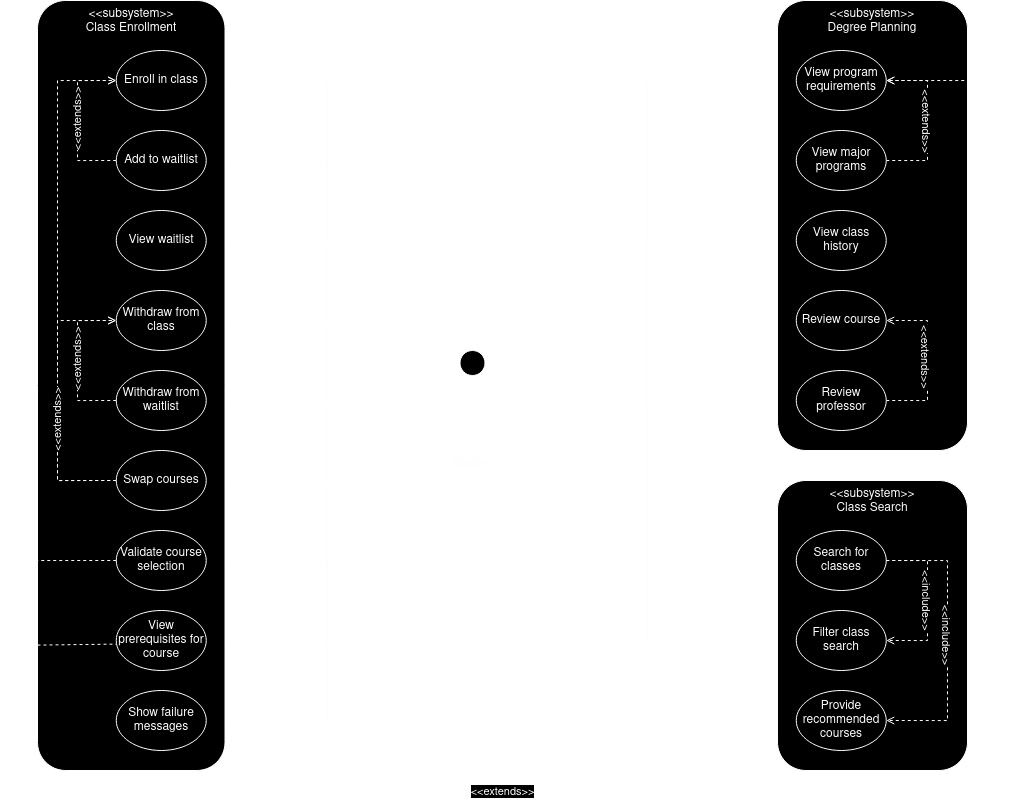 <<subsystem>>
Class Enrollment
Enroll in class
<<extends>>
Add to waitlist
View waitlist
Withdraw from
class
<<extends>>
Withdraw from
waitlist
<<extends>>
Swap courses
Validate course
selection
View
prerequisites for
course
Show failure
messages
<<subsystem>>
Degree Planning
View program
requirements
<<extends>>
View major
programs
View class
history
Review course
<<extends>>
Review
professor
<<subsystem>>
Class Search
Search for
classes
<<include>>
<<include>>
Filter class
search
Provide
recommended
courses
<<extends>>